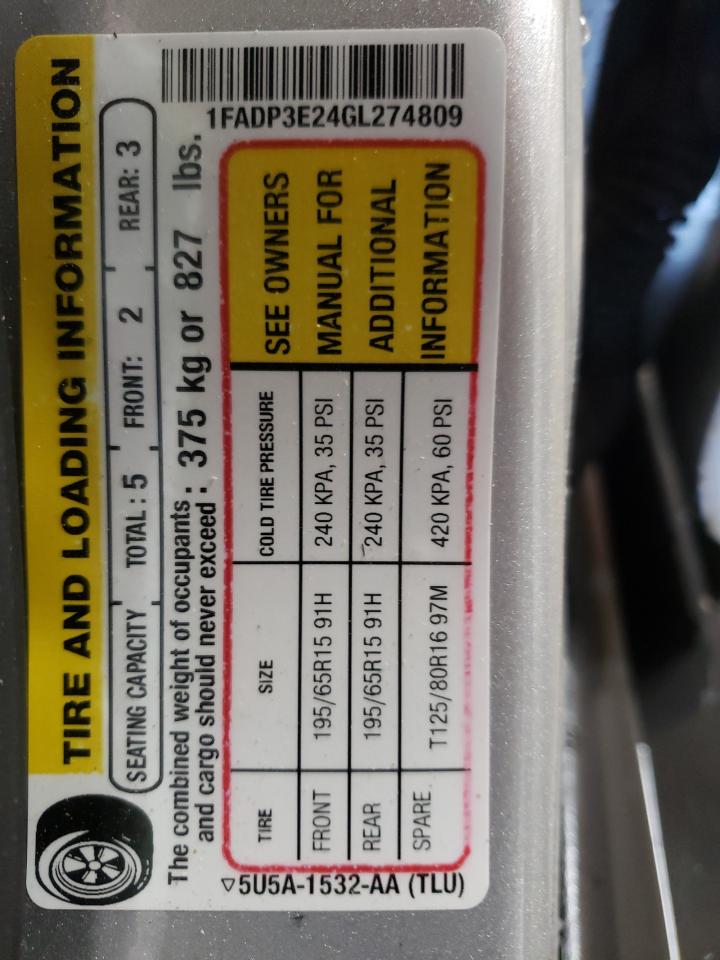 TIRE AND LOADING INFORMATION
SEATING CAPACITY TOTAL: 5 FRONT: 2 REAR: 3
The combined weight of occupants
and cargo should never exceed : 375 kg or 827 lbs.
TIRE SIZE COLD TIRE PRESSURE
FRONT 195/65R15 91H 240 KPA, 35 PSI
REAR 195/65R15 91H 240 KPA, 35 PSI
SPARE T125/80R16 97M 420 KPA, 60 PSI
SEE OWNERS
MANUAL FOR
ADDITIONAL
INFORMATION
5U5A-1532-AA (TLU)
1FADP3E24GL274809